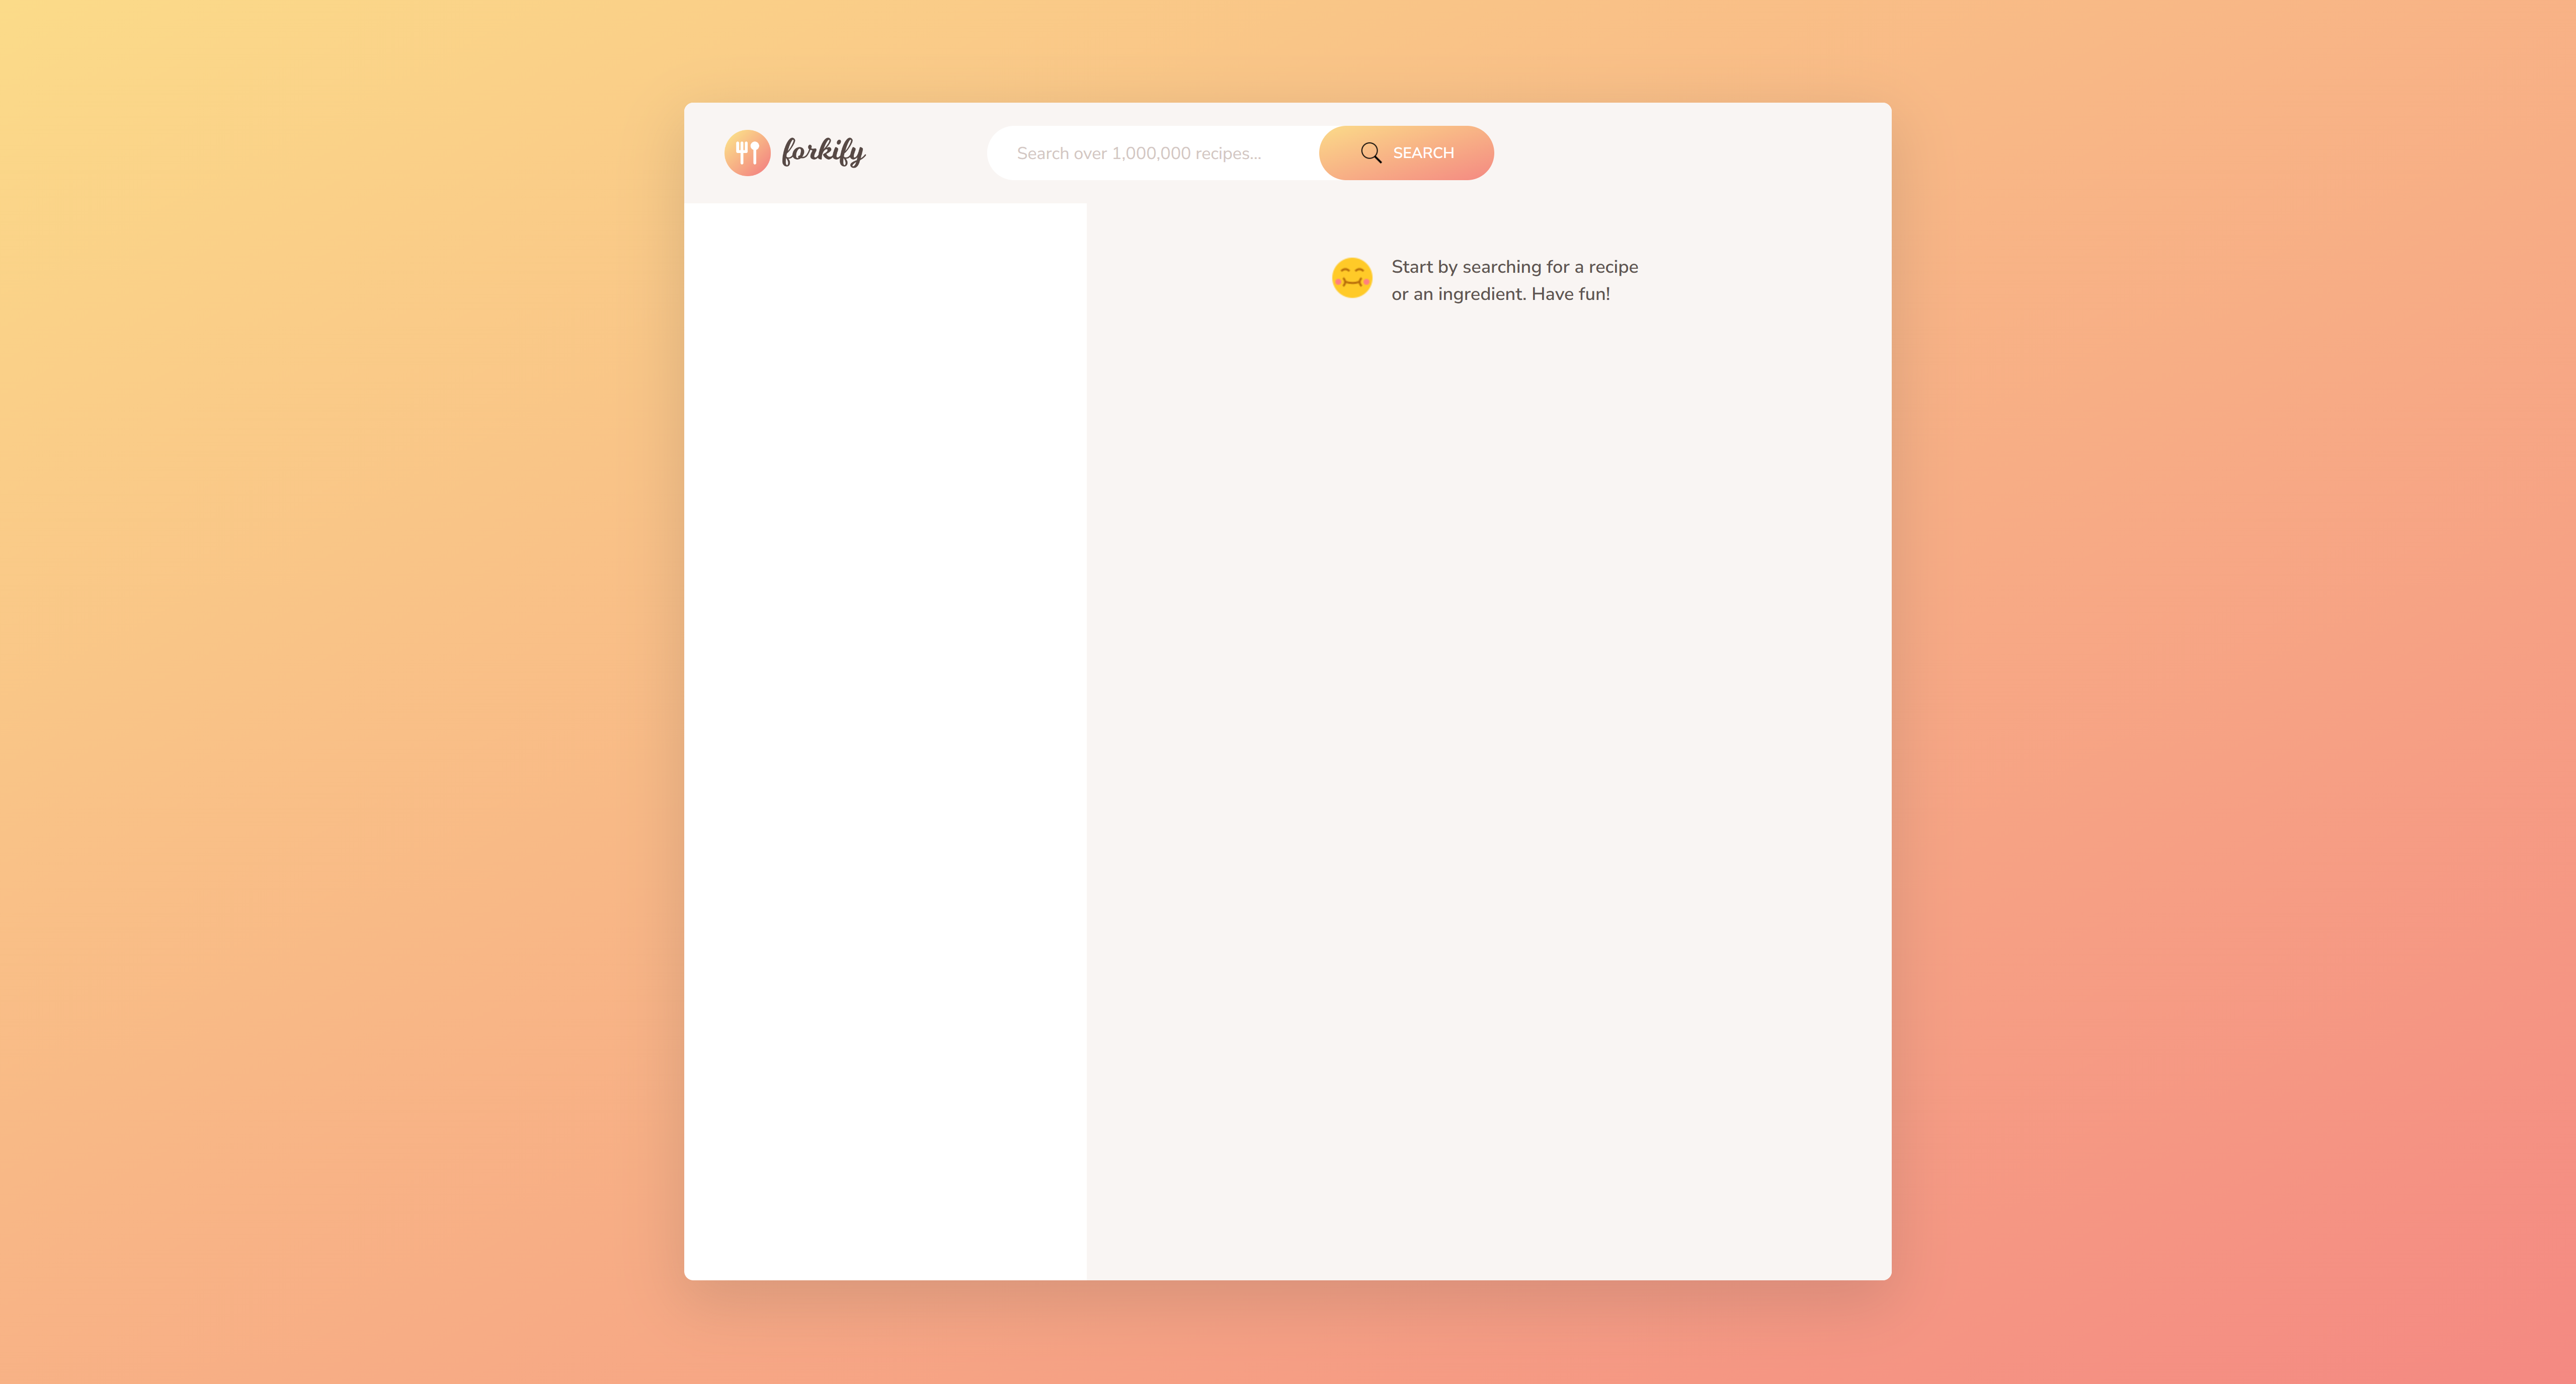 forkify
Search over 1,000,000 recipes...
SEARCH
Start by searching for a recipe
or an ingredient. Have fun!